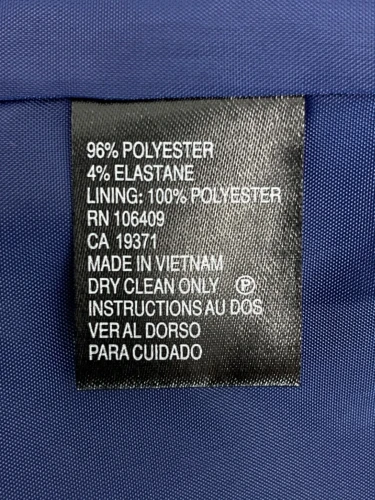 96% POLYESTER
4% ELASTANE
LINING: 100% POLYESTER
RN 106409
CA 19371
MADE IN VIETNAM
DRY CLEAN ONLY Ⓟ
INSTRUCTIONS AU DOS
VER AL DORSO
PARA CUIDADO